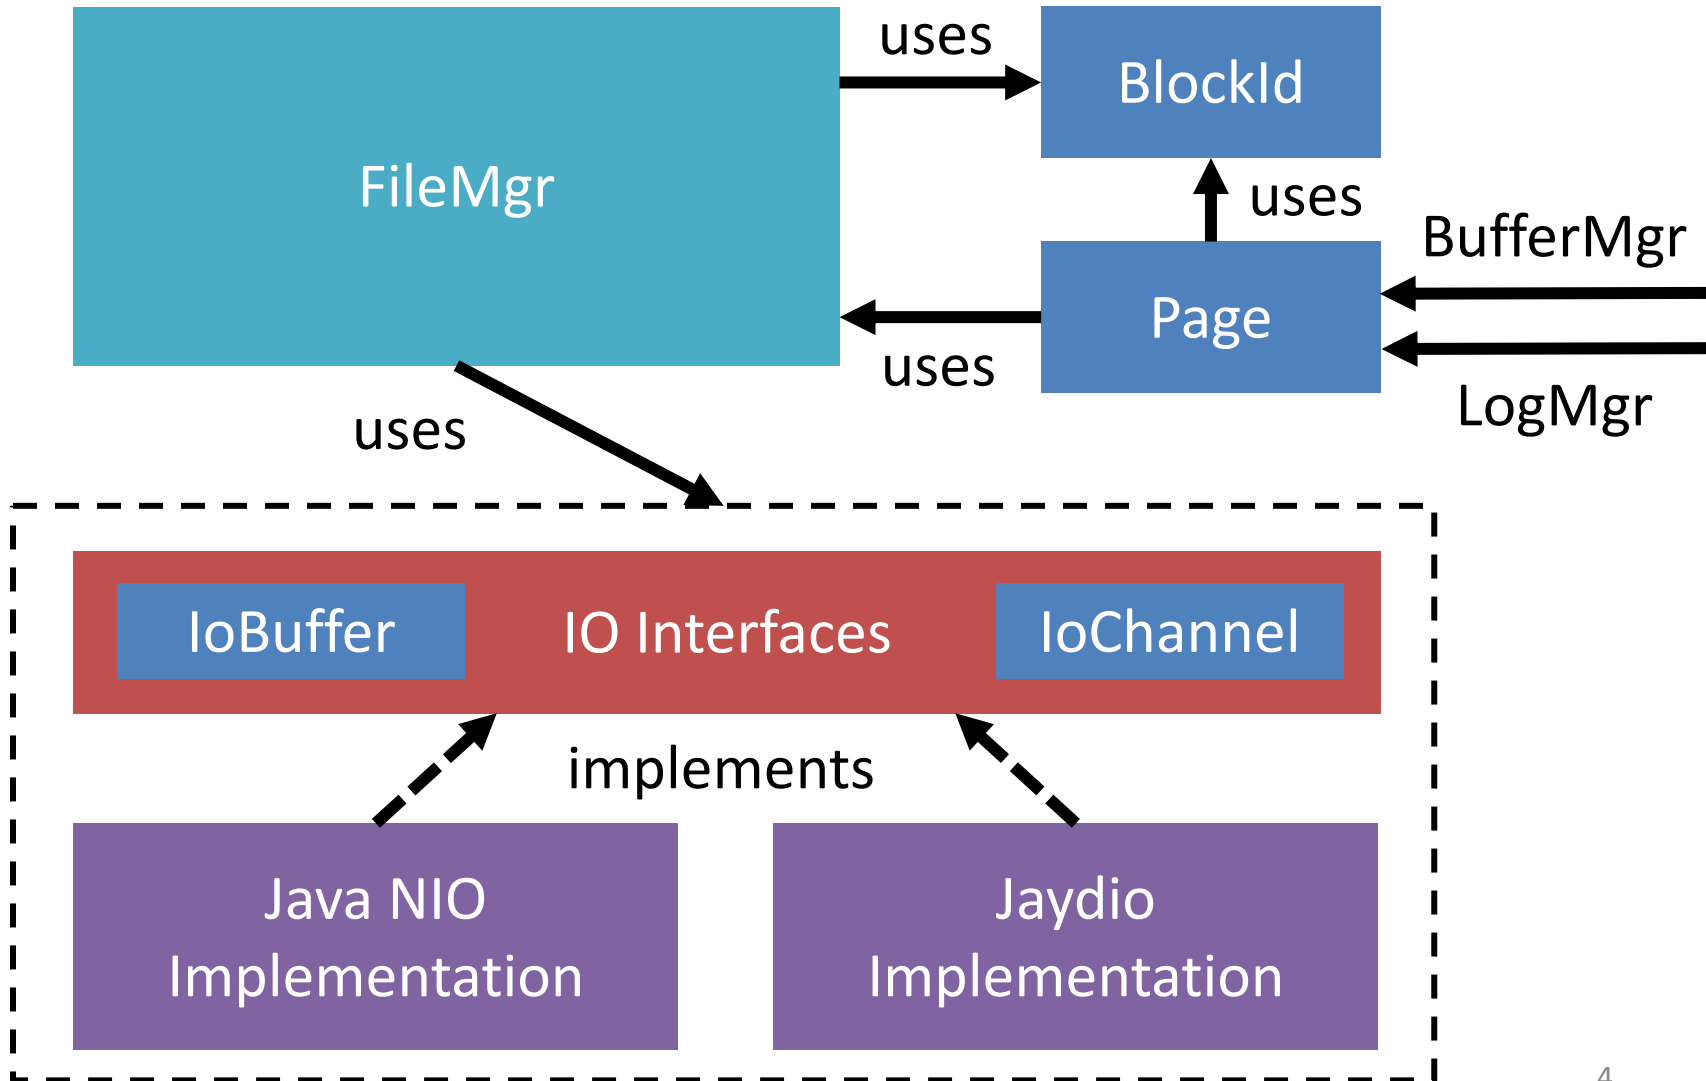 uses
BlockId
FileMgr
uses
BufferMgr
Page
uses
LogMgr
uses
IoBuffer
IO Interfaces
IoChannel
implements
Java NIO
Implementation
Jaydio
Implementation
4